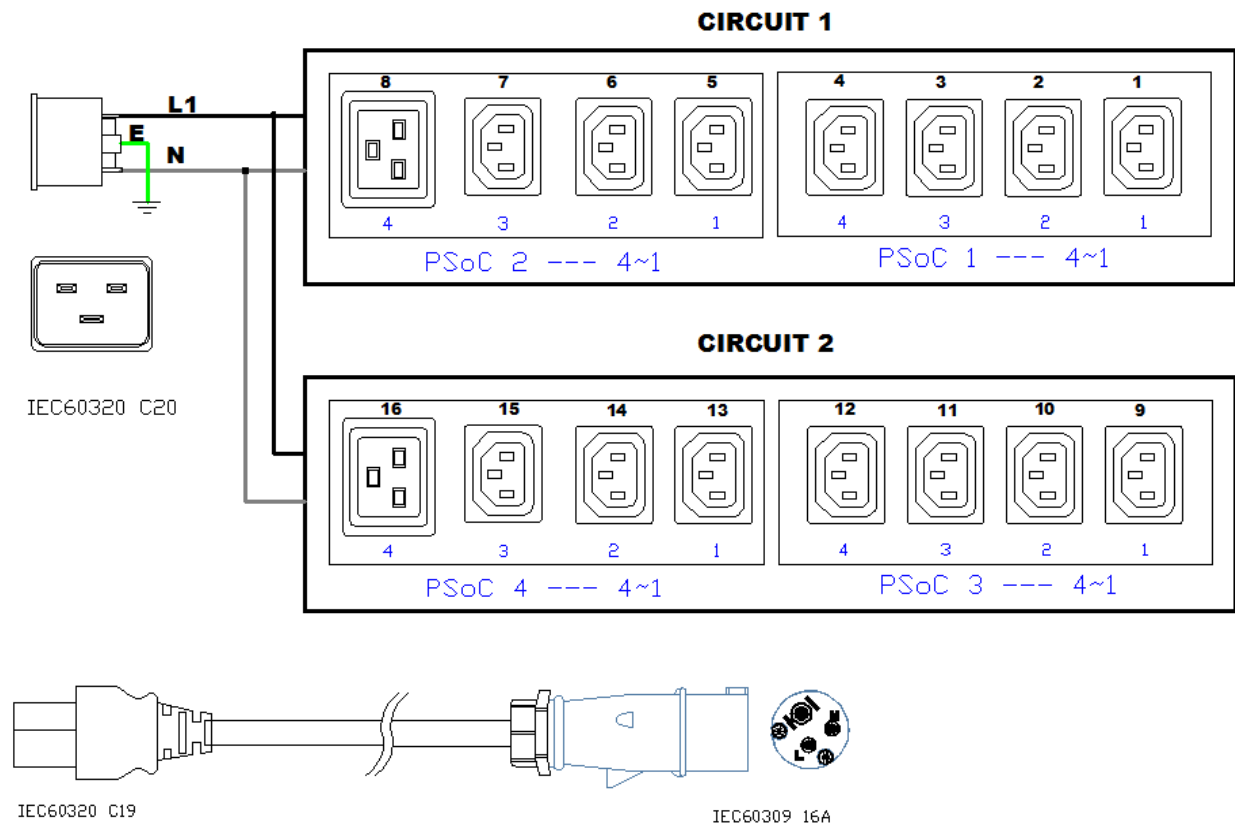 CIRCUIT 1
L1
E
N
8 7 6 5 4 3 2 1
4 3 2 1 4 3 2 1
PSoC 2 --- 4~1 PSoC 1 --- 4~1
IEC60320 C20
CIRCUIT 2
16 15 14 13 12 11 10 9
4 3 2 1 4 3 2 1
PSoC 4 --- 4~1 PSoC 3 --- 4~1
N
L
IEC60320 C19
IEC60309 16A